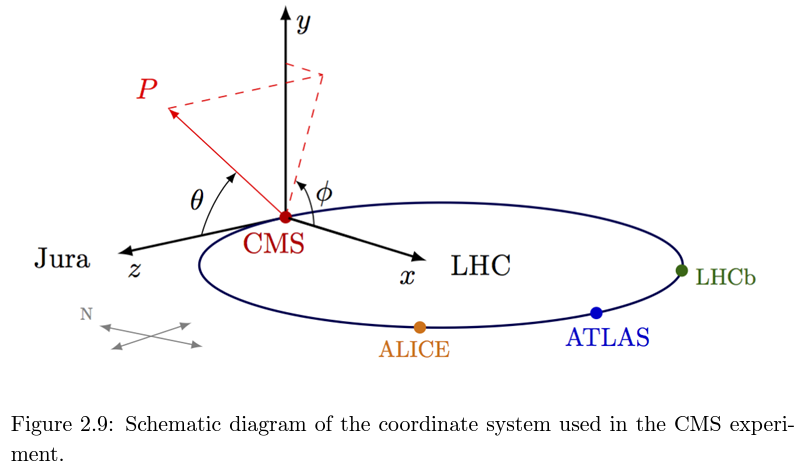 y
P
ϕ
θ
CMS
Jura
z
x
LHC
LHCb
N
ALICE
ATLAS
Figure 2.9: Schematic diagram of the coordinate system used in the CMS experi-
ment.